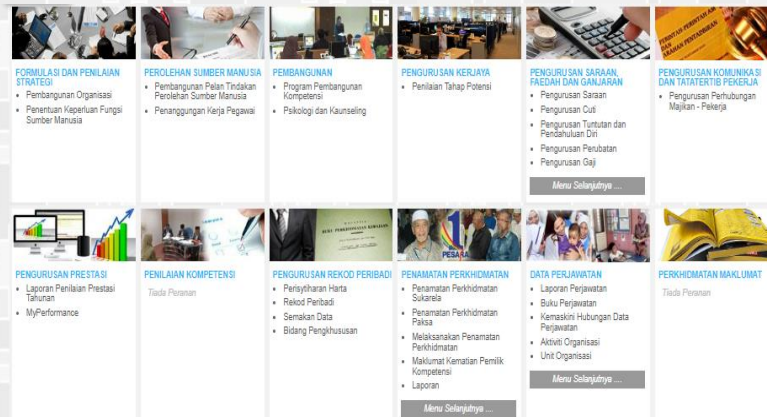 FORMULASI DAN PENILAIAN
STRATEGI
Pembangunan Organisasi
Penentuan Keperluan Fungsi
Sumber Manusia
PEROLEHAN SUMBER MANUSIA
Pembangunan Pelan Tindakan
Perolehan Sumber Manusia
Penanggungan Kerja Pegawai
PEMBANGUNAN
Program Pembangunan
Kompetensi
Psikologi dan Kaunseling
PENGURUSAN KERJAYA
Penilaian Tahap Potensi
PENGURUSAN SARAAN,
FAEDAH DAN GANJARAN
Pengurusan Saraan
Pengurusan Cuti
Pengurusan Tuntutan dan
Pendahuluan Diri
Pengurusan Perubatan
Pengurusan Gaji
Menu Selanjutnya ....
PENGURUSAN KOMUNIKASI
DAN TATATERTIB PEKERJA
Pengurusan Perhubungan
Majikan - Pekerja
PENGURUSAN PRESTASI
Laporan Penilaian Prestasi
Tahunan
MyPerformance
PENILAIAN KOMPETENSI
Tiada Peranan
PENGURUSAN REKOD PERIBADI
Perisytiharan Harta
Rekod Peribadi
Semakan Data
Bidang Pengkhususan
1
PESARA
PENAMATAN PERKHIDMATAN
Penamatan Perkhidmatan
Sukarela
Penamatan Perkhidmatan
Paksa
Melaksanakan Penamatan
Perkhidmatan
Maklumat Kematian Pemilik
Kompetensi
Laporan
Menu Selanjutnya ....
DATA PERJAWATAN
Laporan Perjawatan
Buku Perjawatan
Kemaskini Hubungan Data
Perjawatan
Aktiviti Organisasi
Unit Organisasi
Menu Selanjutnya ....
PERKHIDMATAN MAKLUMAT
Tiada Peranan